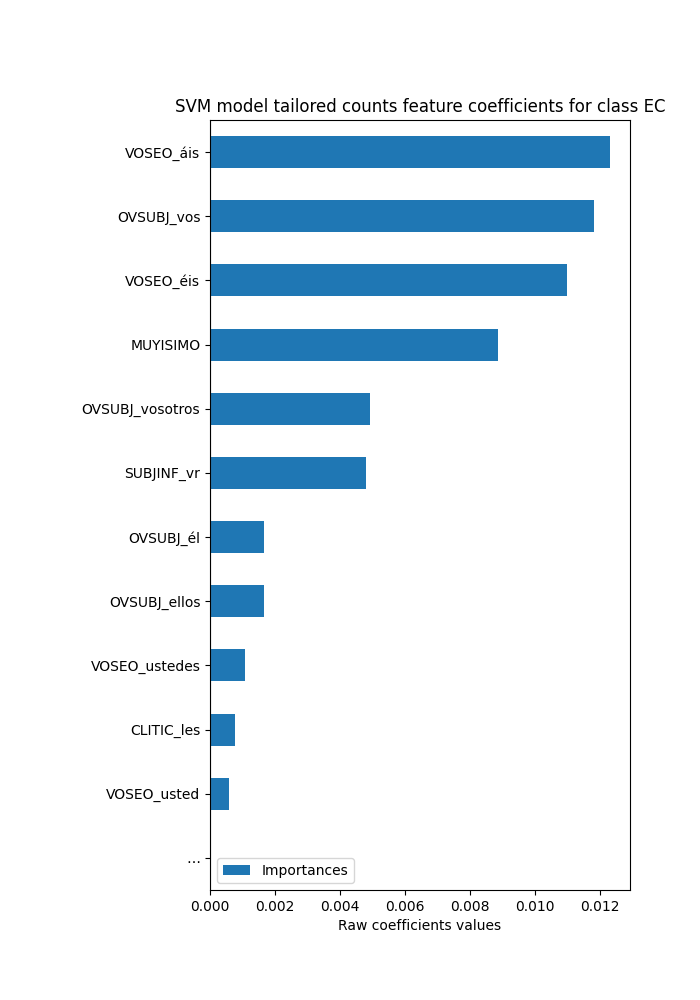 SVM model tailored counts feature coefficients for class EC
VOSEO_áis
OVSUBJ_vos
VOSEO_éis
MUYISIMO
OVSUBJ_vosotros
SUBJINF_vr
OVSUBJ_él
OVSUBJ_ellos
VOSEO_ustedes
CLITIC_les
VOSEO_usted
...
Importances
0.000 0.002 0.004 0.006 0.008 0.010 0.012
Raw coefficients values